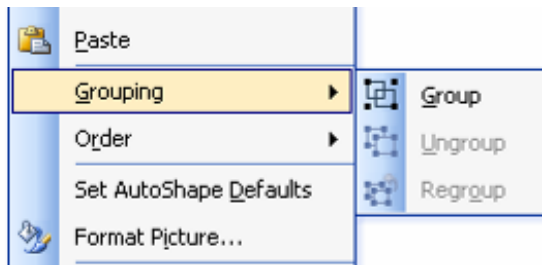 Paste
Grouping
Group
Order
Ungroup
Set AutoShape Defaults
Regroup
Format Picture...